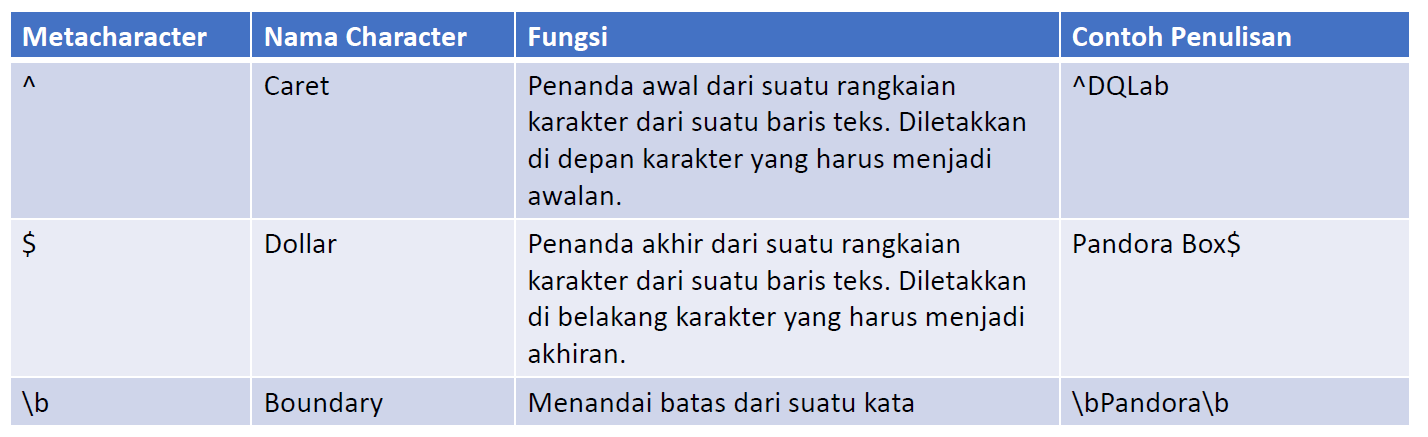 Metacharacter Nama Character Fungsi Contoh Penulisan
^ Caret Penanda awal dari suatu rangkaian ^DQLab
karakter dari suatu baris teks. Diletakkan
di depan karakter yang harus menjadi
awalan.
$ Dollar Penanda akhir dari suatu rangkaian Pandora Box$
karakter dari suatu baris teks. Diletakkan
di belakang karakter yang harus menjadi
akhiran.
\b Boundary Menandai batas dari suatu kata \bPandora\b